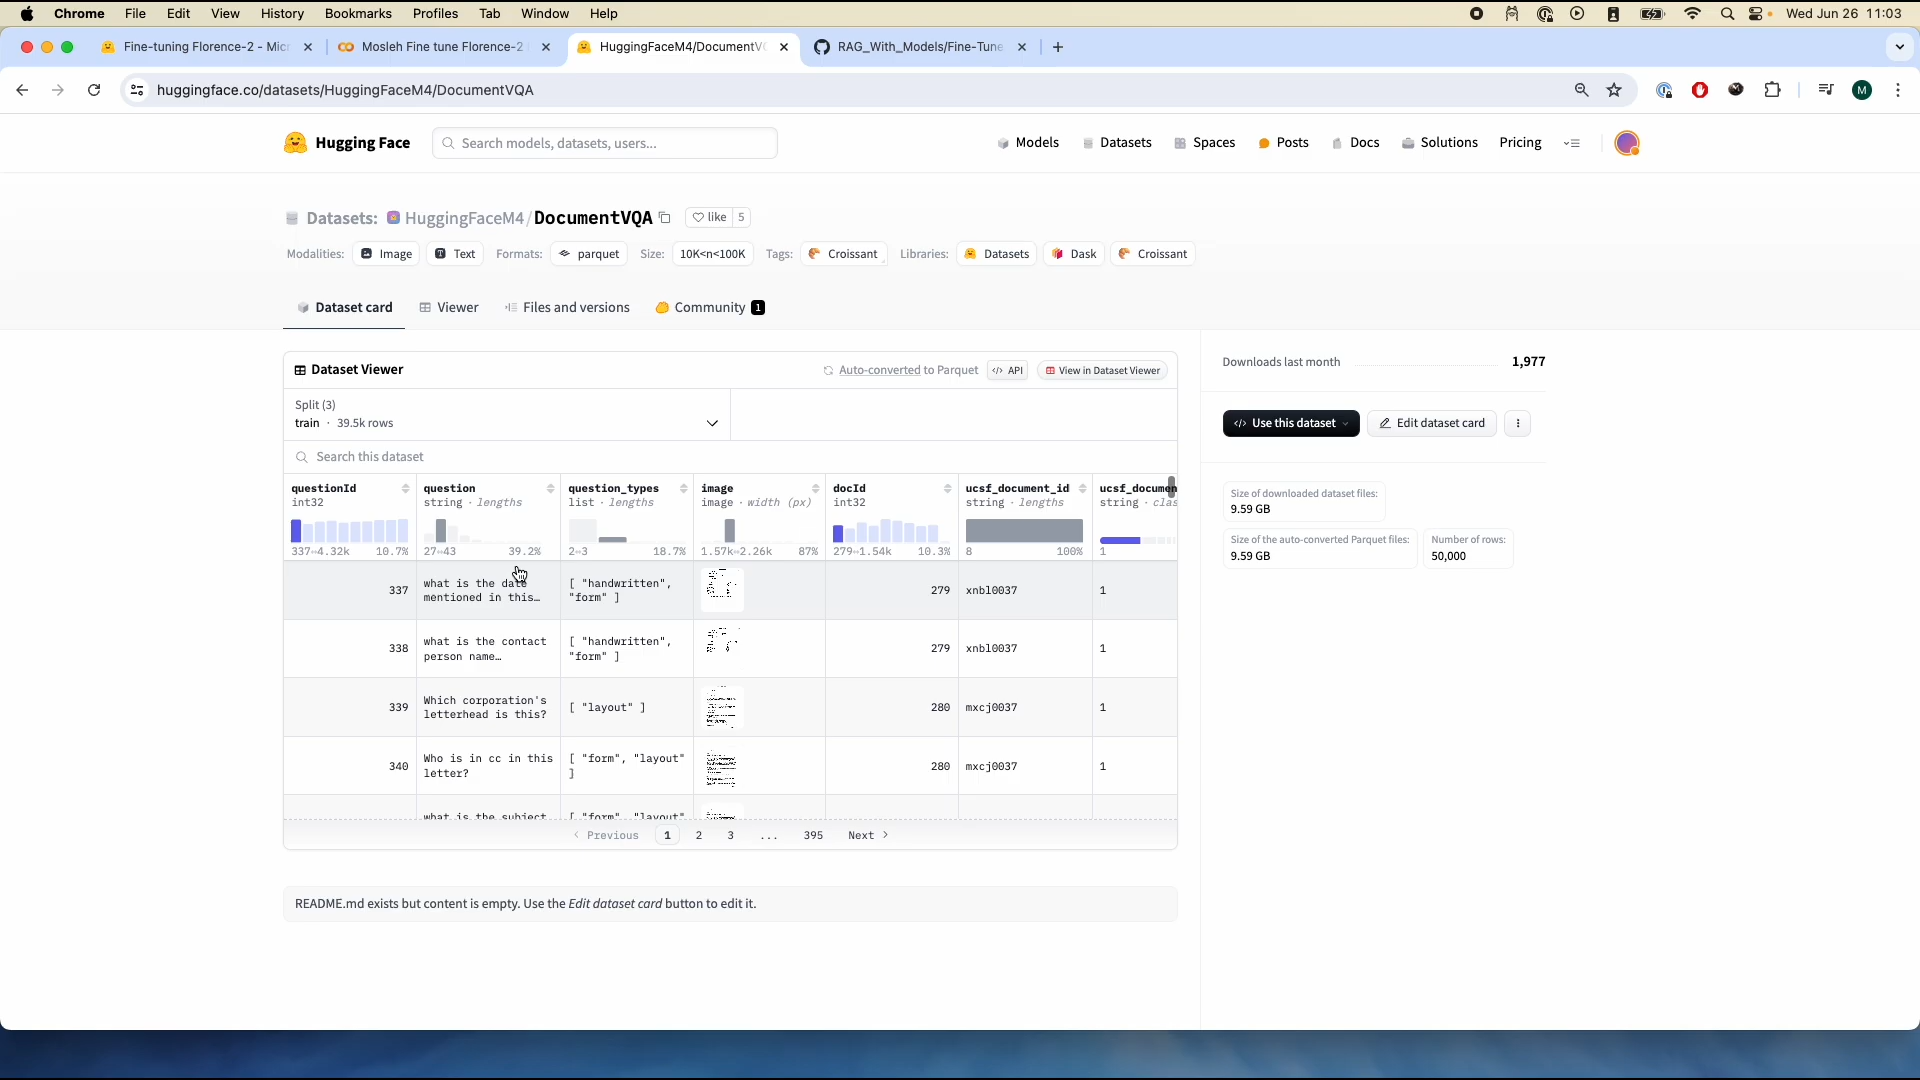 Chrome File Edit View History Bookmarks Profiles Tab Window Help Wed Jun 26 11:03
Fine-tuning Florence-2 - Mic Mosleh Fine tune Florence-2 HuggingFaceM4/DocumentV RAG_With_Models/Fine-Tune
huggingface.co/datasets/HuggingFaceM4/DocumentVQA M
Hugging Face Search models, datasets, users... Models Datasets Spaces Posts Docs Solutions Pricing
Datasets: HuggingFaceM4/DocumentVQA like 5
Modalities: Image Text Formats: parquet Size: 10K<n<100K Tags: Croissant Libraries: Datasets Dask Croissant
Dataset card Viewer Files and versions Community 1
Dataset Viewer Auto-converted to Parquet API View in Dataset Viewer
Downloads last month 1,977
Split (3)
train · 39.5k rows
Use this dataset Edit dataset card
Search this dataset
questionId question question_types image docId ucsf_document_id ucsf_documen
int32 string · lengths list · lengths image · width (px) int32 string · lengths string · clas
Size of downloaded dataset files:
9.59 GB
Size of the auto-converted Parquet files: Number of rows:
9.59 GB 50,000
337↔4.32k 10.7% 27↔43 39.2% 2↔3 18.7% 1.57k↔2.26k 87% 279↔1.54k 10.3% 8 100% 1
337 what is the date mentioned in this… [ "handwritten", "form" ] 279 xnbl0037 1
338 what is the contact person name… [ "handwritten", "form" ] 279 xnbl0037 1
339 Which corporation's letterhead is this? [ "layout" ] 280 mxcj0037 1
340 Who is in cc in this letter? [ "form", "layout" ] 280 mxcj0037 1
what is the subject [ "form", "layout"
Previous 1 2 3 ... 395 Next
README.md exists but content is empty. Use the Edit dataset card button to edit it.